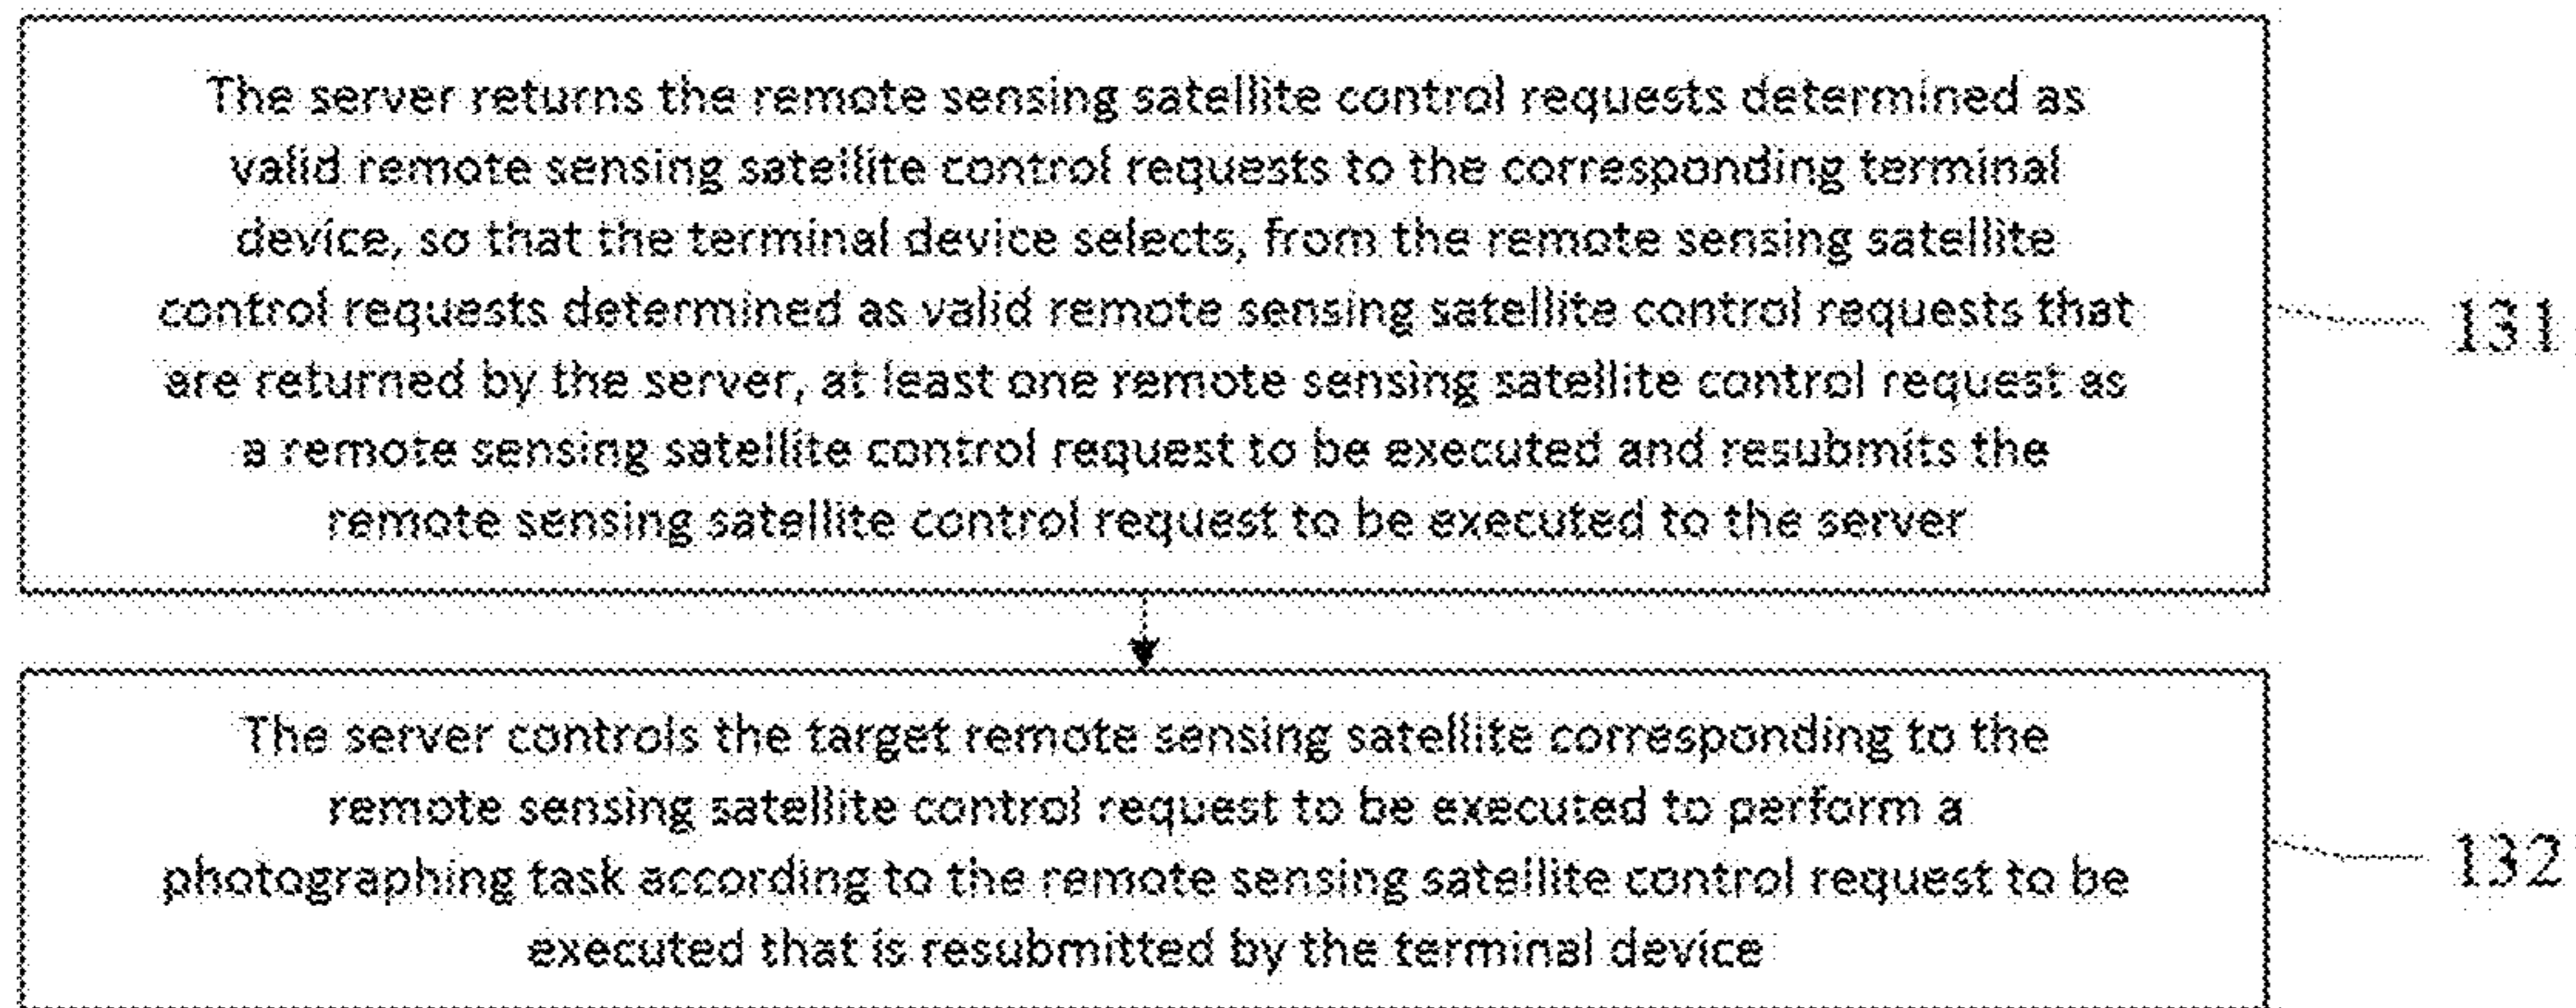 The server returns the remote sensing satellite control requests determined as
valid remote sensing satellite control requests to the corresponding terminal
device, so that the terminal device selects, from the remote sensing satellite
control requests determined as valid remote sensing satellite control requests that
are returned by the server, at least one remote sensing satellite control request as
a remote sensing satellite control request to be executed and resubmits the
remote sensing satellite control request to be executed to the server
131
The server controls the target remote sensing satellite corresponding to the
remote sensing satellite control request to be executed to perform a
photographing task according to the remote sensing satellite control request to be
executed that is resubmitted by the terminal device
132